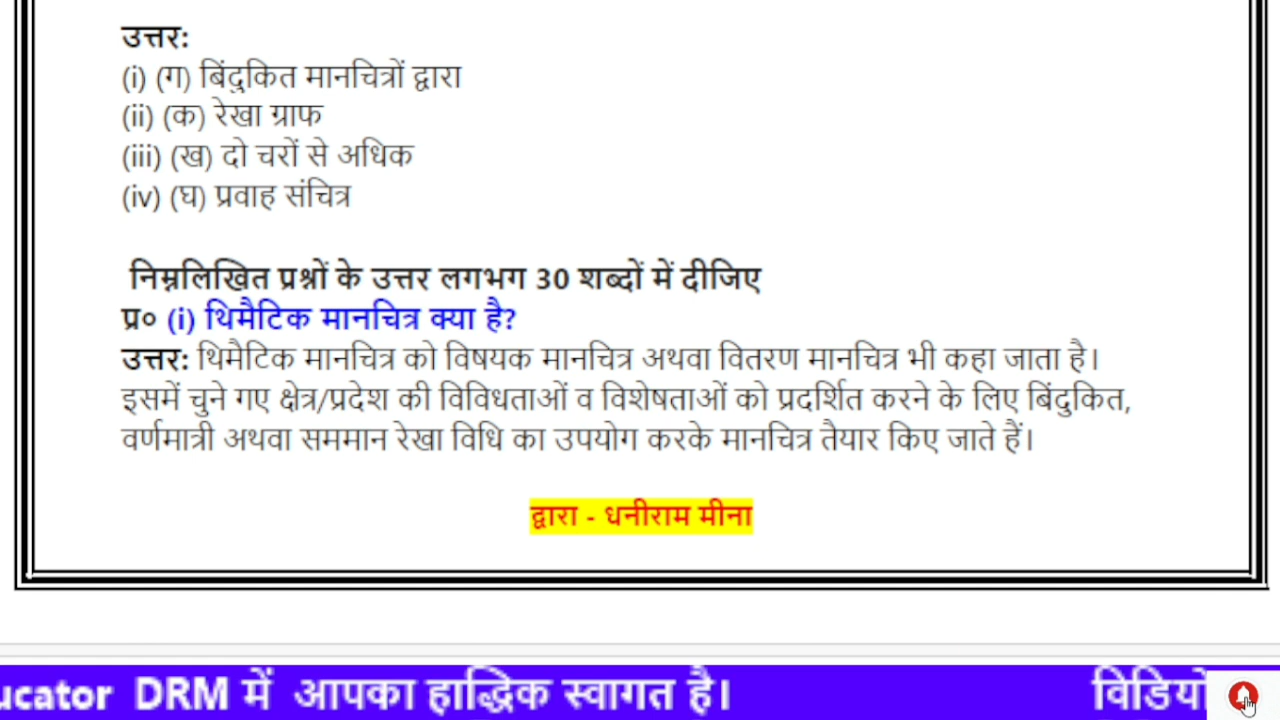 उत्तर:
(i) (ग) बिंदुकित मानचित्रों द्वारा
(ii) (क) रेखा ग्राफ
(iii) (ख) दो चरों से अधिक
(iv) (घ) प्रवाह संचित्र
निम्नलिखित प्रश्नों के उत्तर लगभग 30 शब्दों में दीजिए
प्र० (i) थिमैटिक मानचित्र क्या है?
उत्तर: थिमैटिक मानचित्र को विषयक मानचित्र अथवा वितरण मानचित्र भी कहा जाता है।
इसमें चुने गए क्षेत्र/प्रदेश की विविधताओं व विशेषताओं को प्रदर्शित करने के लिए बिंदुकित,
वर्णमात्री अथवा सममान रेखा विधि का उपयोग करके मानचित्र तैयार किए जाते हैं।
द्वारा - धनीराम मीना
ucator DRM में आपका हाद्धिक स्वागत है। विडियो